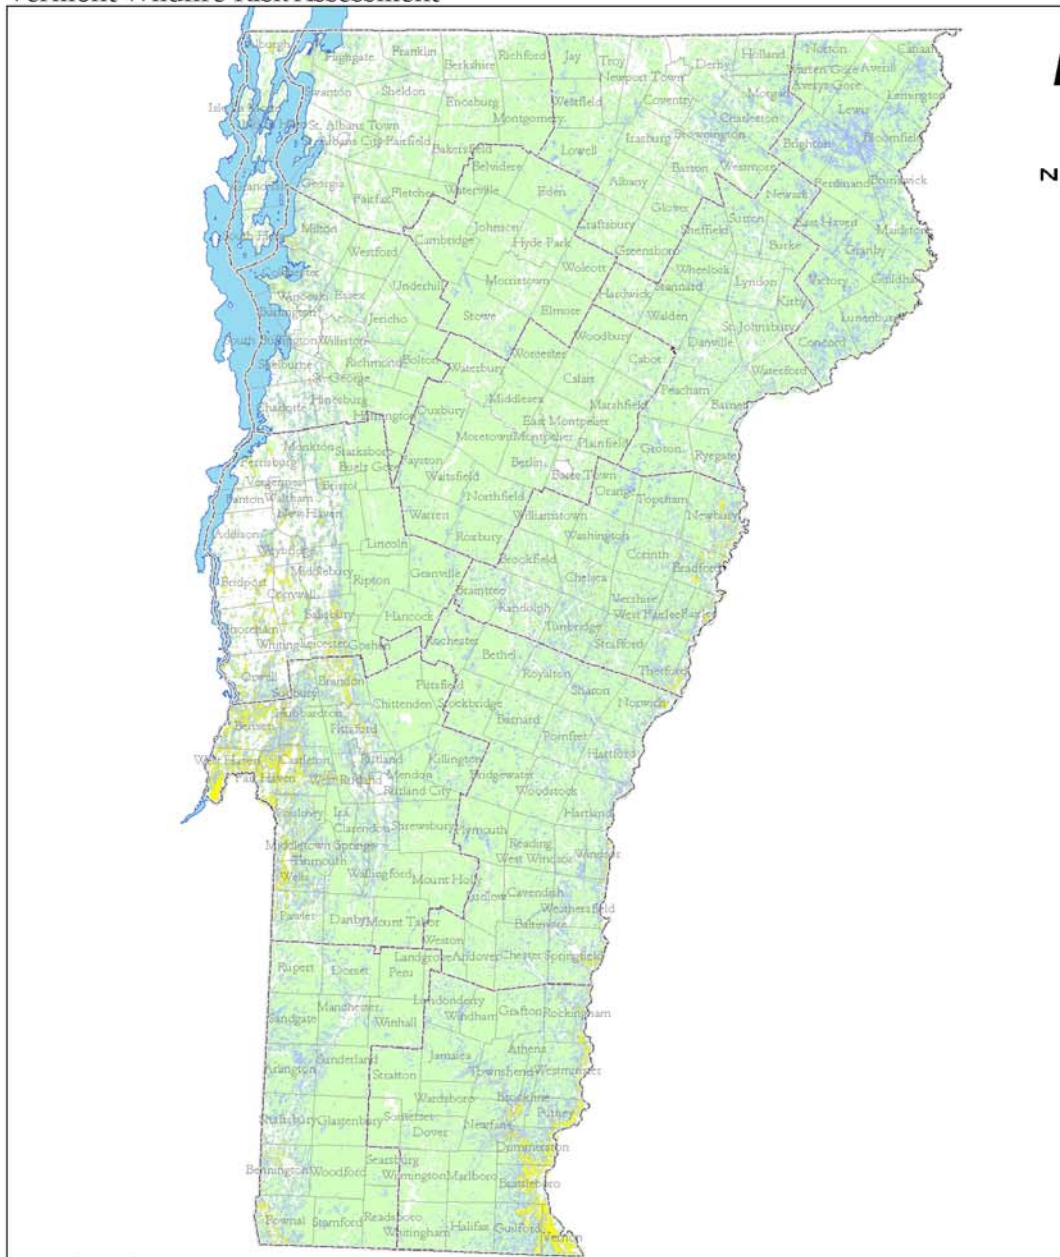 Vermont Wildfire Risk Assessment
Alburgh
Highgate
Franklin
Berkshire
Richford
Jay
Troy
Newport Town
Derby
Holland
Norton
Canaan
Warren Gore
Averill
Averys Gore
Lemington
Swanton
Sheldon
Enosburg
Montgomery
Westfield
Coventry
Morgan
Charleston
Lewis
Bloomfield
St. Albans Town
St. Albans City
Fairfield
Bakersfield
Lowell
Irasburg
Brownington
Brighton
Belvidere
Westmore
Georgia
Fletcher
Waterville
Eden
Albany
Barton
Ferdinand
Brunswick
Fairfax
Newark
Milton
Cambridge
Johnson
Hyde Park
Craftsbury
Glover
Sheffield
Sutton
East Haven
Maidstone
Westford
Greensboro
Burke
Granby
Colchester
Underhill
Morristown
Wolcott
Wheelock
Lyndon
Victory
Guildhall
Winooski
Essex
Hardwick
Stannard
Kirby
Burlington
Jericho
Stowe
Elmore
Walden
St. Johnsbury
Lunenburg
South Burlington
Williston
Woodbury
Danville
Concord
Shelburne
Richmond
Bolton
Waterbury
Worcester
Cabot
Waterford
St. George
Calais
Peacham
Hinesburg
Middlesex
Marshfield
Barnet
Charlotte
Huntington
Duxbury
East Montpelier
Moretown
Montpelier
Plainfield
Groton
Ryegate
Monkton
Starksboro
Ferrisburg
Buels Gore
Fayston
Waitsfield
Berlin
Barre Town
Vergennes
Bristol
Orange
Topsham
Panton
Waltham
Northfield
Newbury
New Haven
Warren
Williamstown
Addison
Lincoln
Roxbury
Washington
Weybridge
Brookfield
Corinth
Bradford
Bridport
Middlebury
Ripton
Granville
Chelsea
Cornwall
Braintree
Vershire
Salisbury
Hancock
Randolph
West Fairlee
Fairlee
Shoreham
Tunbridge
Whiting
Leicester
Goshen
Rochester
Strafford
Orwell
Bethel
Thetford
Sudbury
Brandon
Pittsfield
Royalton
Sharon
Chittenden
Stockbridge
Norwich
Hubbardton
Benson
Pittsford
Barnard
Pomfret
Hartford
West Haven
Castleton
Rutland
Killington
Fair Haven
West Rutland
Mendon
Bridgewater
Rutland City
Woodstock
Poultney
Ira
Hartland
Clarendon
Shrewsbury
Plymouth
Middletown Springs
Reading
Tinmouth
West Windsor
Windsor
Wells
Wallingford
Mount Holly
Ludlow
Cavendish
Weathersfield
Pawlet
Danby
Mount Tabor
Baltimore
Weston
Landgrove
Andover
Chester
Springfield
Rupert
Dorset
Peru
Londonderry
Manchester
Windham
Grafton
Rockingham
Sandgate
Winhall
Sunderland
Jamaica
Athena
Arlington
Stratton
Townshend
Westminster
Wardsboro
Brookline
Shaftsbury
Glastenbury
Somerset
Newfane
Putney
Dover
Dummerston
Searsburg
Bennington
Woodford
Wilmington
Marlboro
Brattleboro
Pownal
Stamford
Readsboro
Whitingham
Halifax
Guilford
Vernon